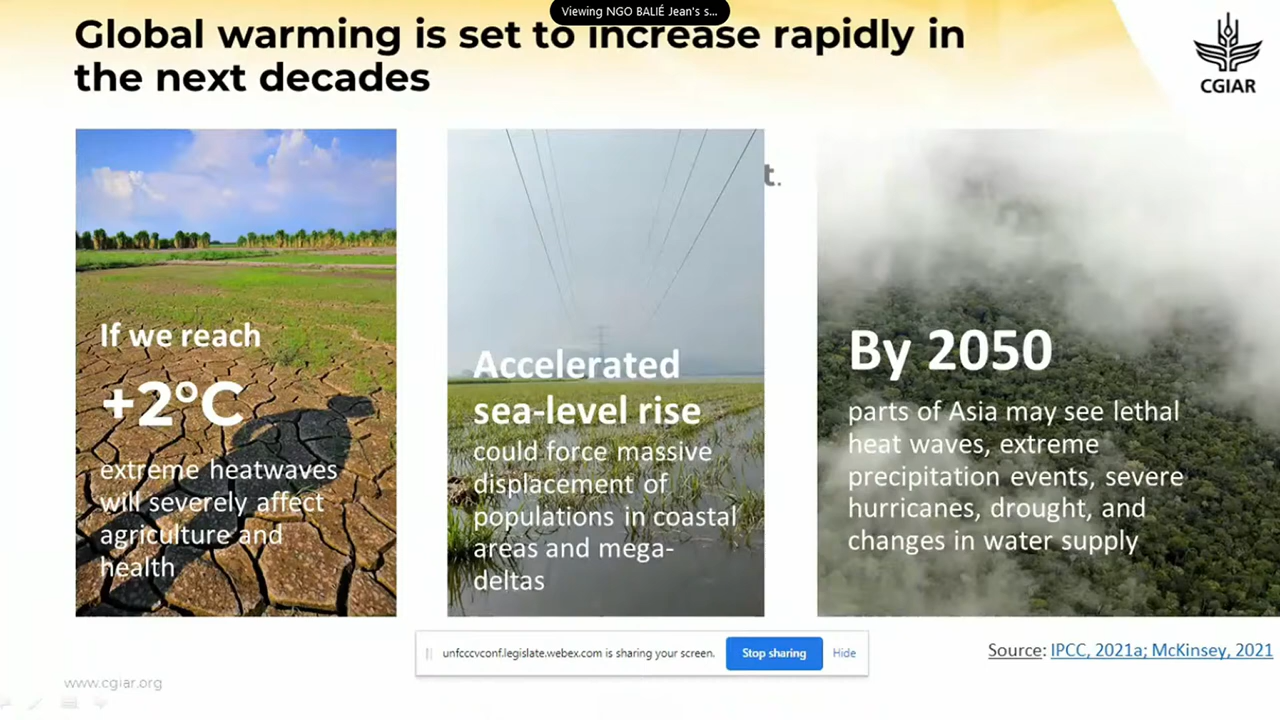 Viewing NGO BALIÉ Jean's s...
Global warming is set to increase rapidly in
the next decades
CGIAR
t.
If we reach
+2°C
extreme heatwaves
will severely affect
agriculture and
health
Accelerated
sea-level rise
could force massive
displacement of
populations in coastal
areas and mega-
deltas
By 2050
parts of Asia may see lethal
heat waves, extreme
precipitation events, severe
hurricanes, drought, and
changes in water supply
unfcccvconf.legislate.webex.com is sharing your screen.
Stop sharing
Hide
Source: IPCC, 2021a; McKinsey, 2021
www.cgiar.org